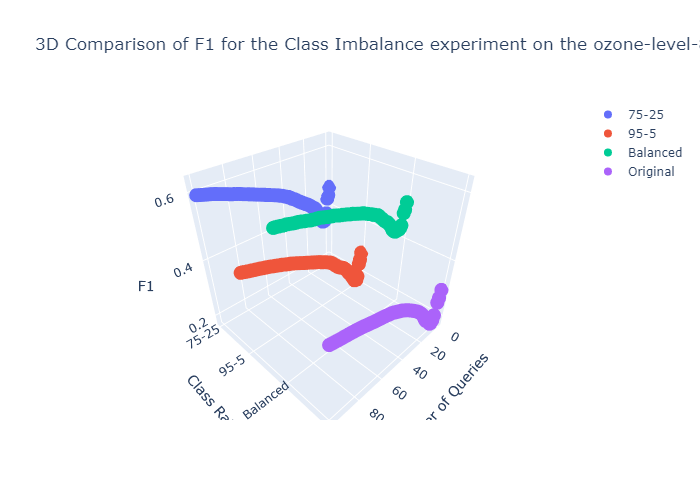 3D Comparison of F1 for the Class Imbalance experiment on the ozone-level-
75-25
95-5
Balanced
Original
0.6
0.4
0.2
F1
75-25
95-5
Balanced
Class Ra
0
20
40
60
80
er of Queries